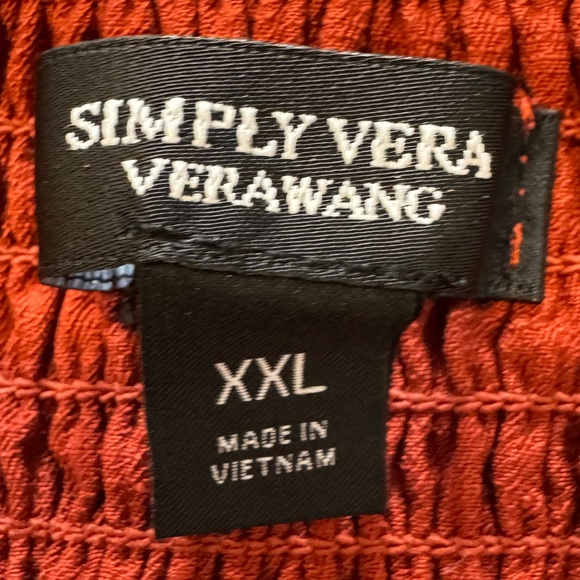 SIMPLY VERA
VERAWANG
XXL
MADE IN
VIETNAM